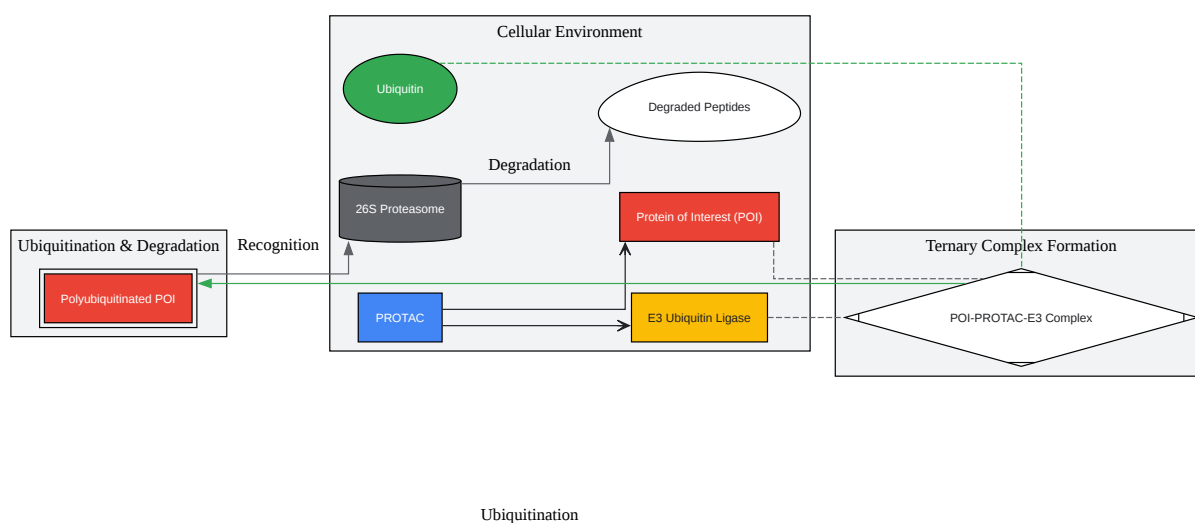 Cellular Environment
Ubiquitin
Degraded Peptides
Degradation
26S Proteasome
Protein of Interest (POI)
Ubiquitination & Degradation
Recognition
Ternary Complex Formation
Polyubiquitinated POI
PROTAC
E3 Ubiquitin Ligase
POI-PROTAC-E3 Complex
Ubiquitination